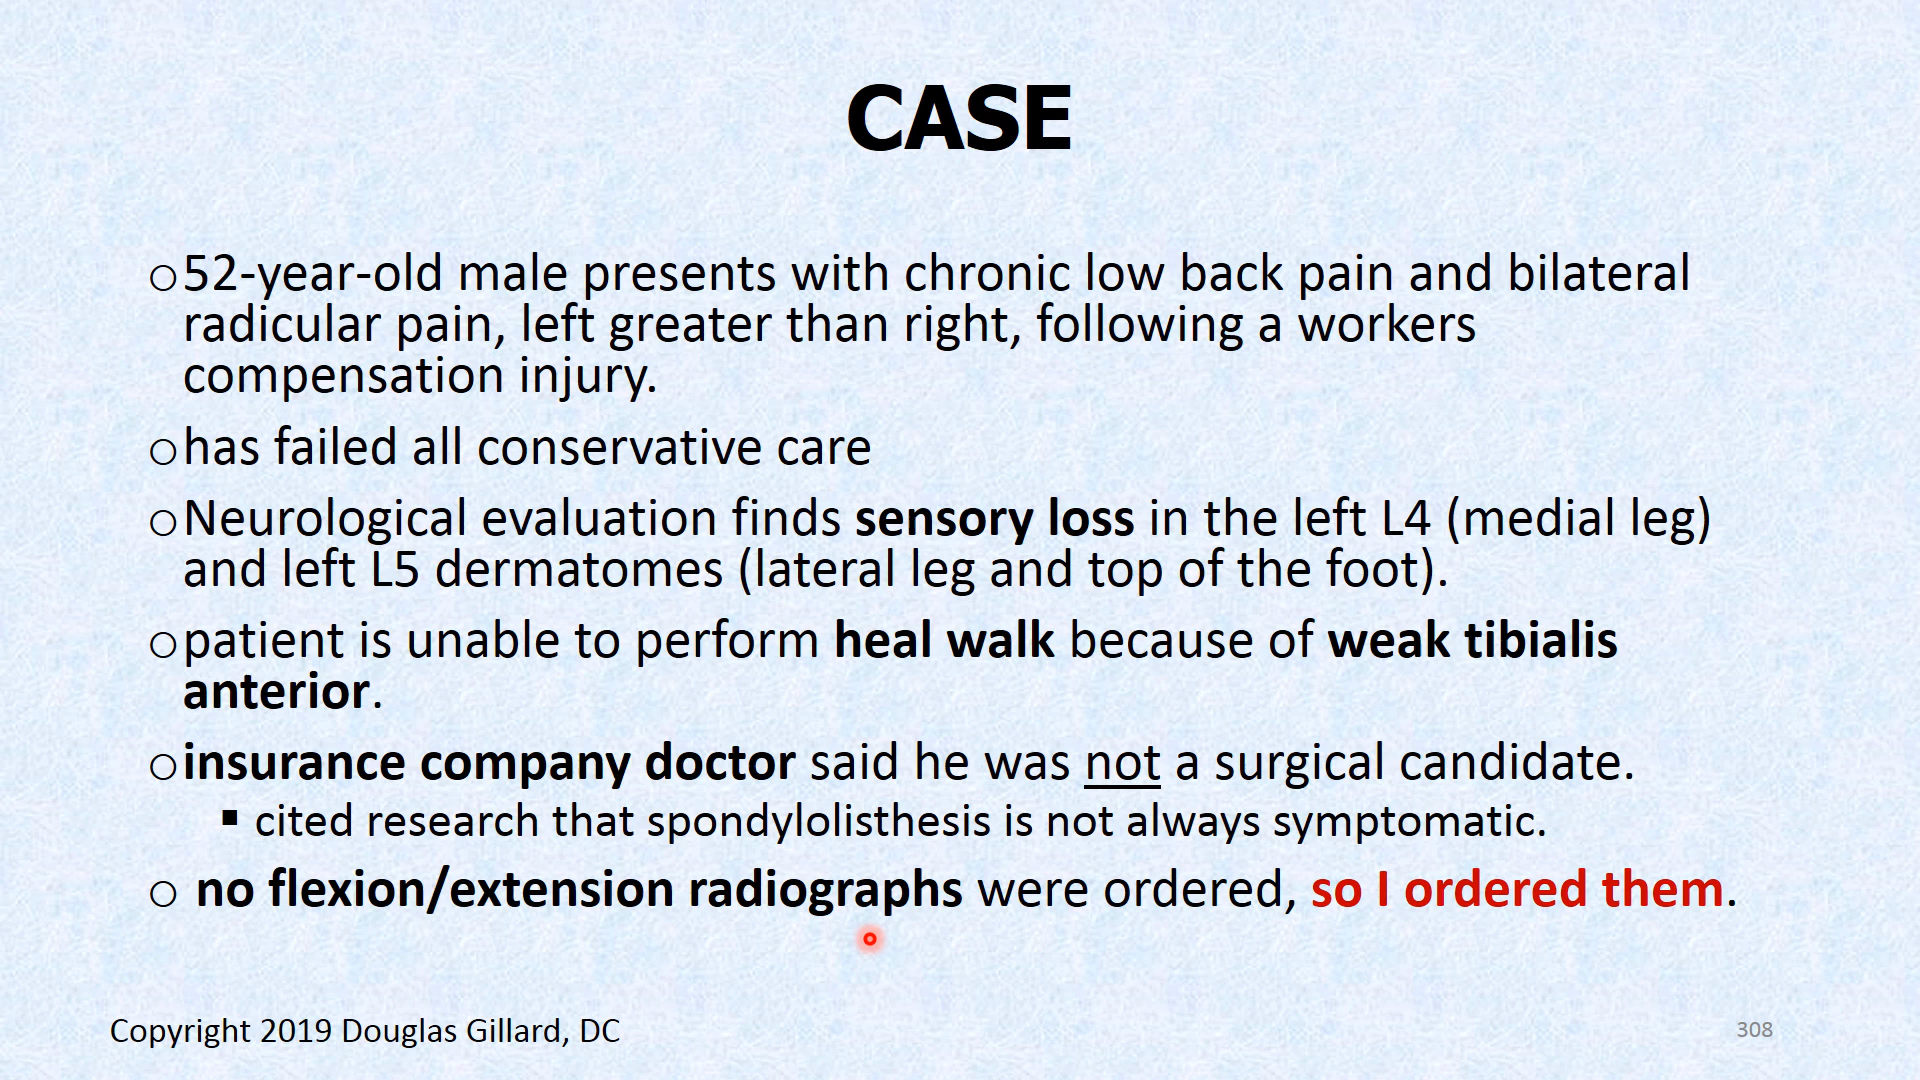 CASE
○52-year-old male presents with chronic low back pain and bilateral
radicular pain, left greater than right, following a workers
compensation injury.
○has failed all conservative care
○Neurological evaluation finds sensory loss in the left L4 (medial leg)
and left L5 dermatomes (lateral leg and top of the foot).
○patient is unable to perform heal walk because of weak tibialis
anterior.
○insurance company doctor said he was not a surgical candidate.
▪ cited research that spondylolisthesis is not always symptomatic.
○ no flexion/extension radiographs were ordered, so I ordered them.
Copyright 2019 Douglas Gillard, DC
308